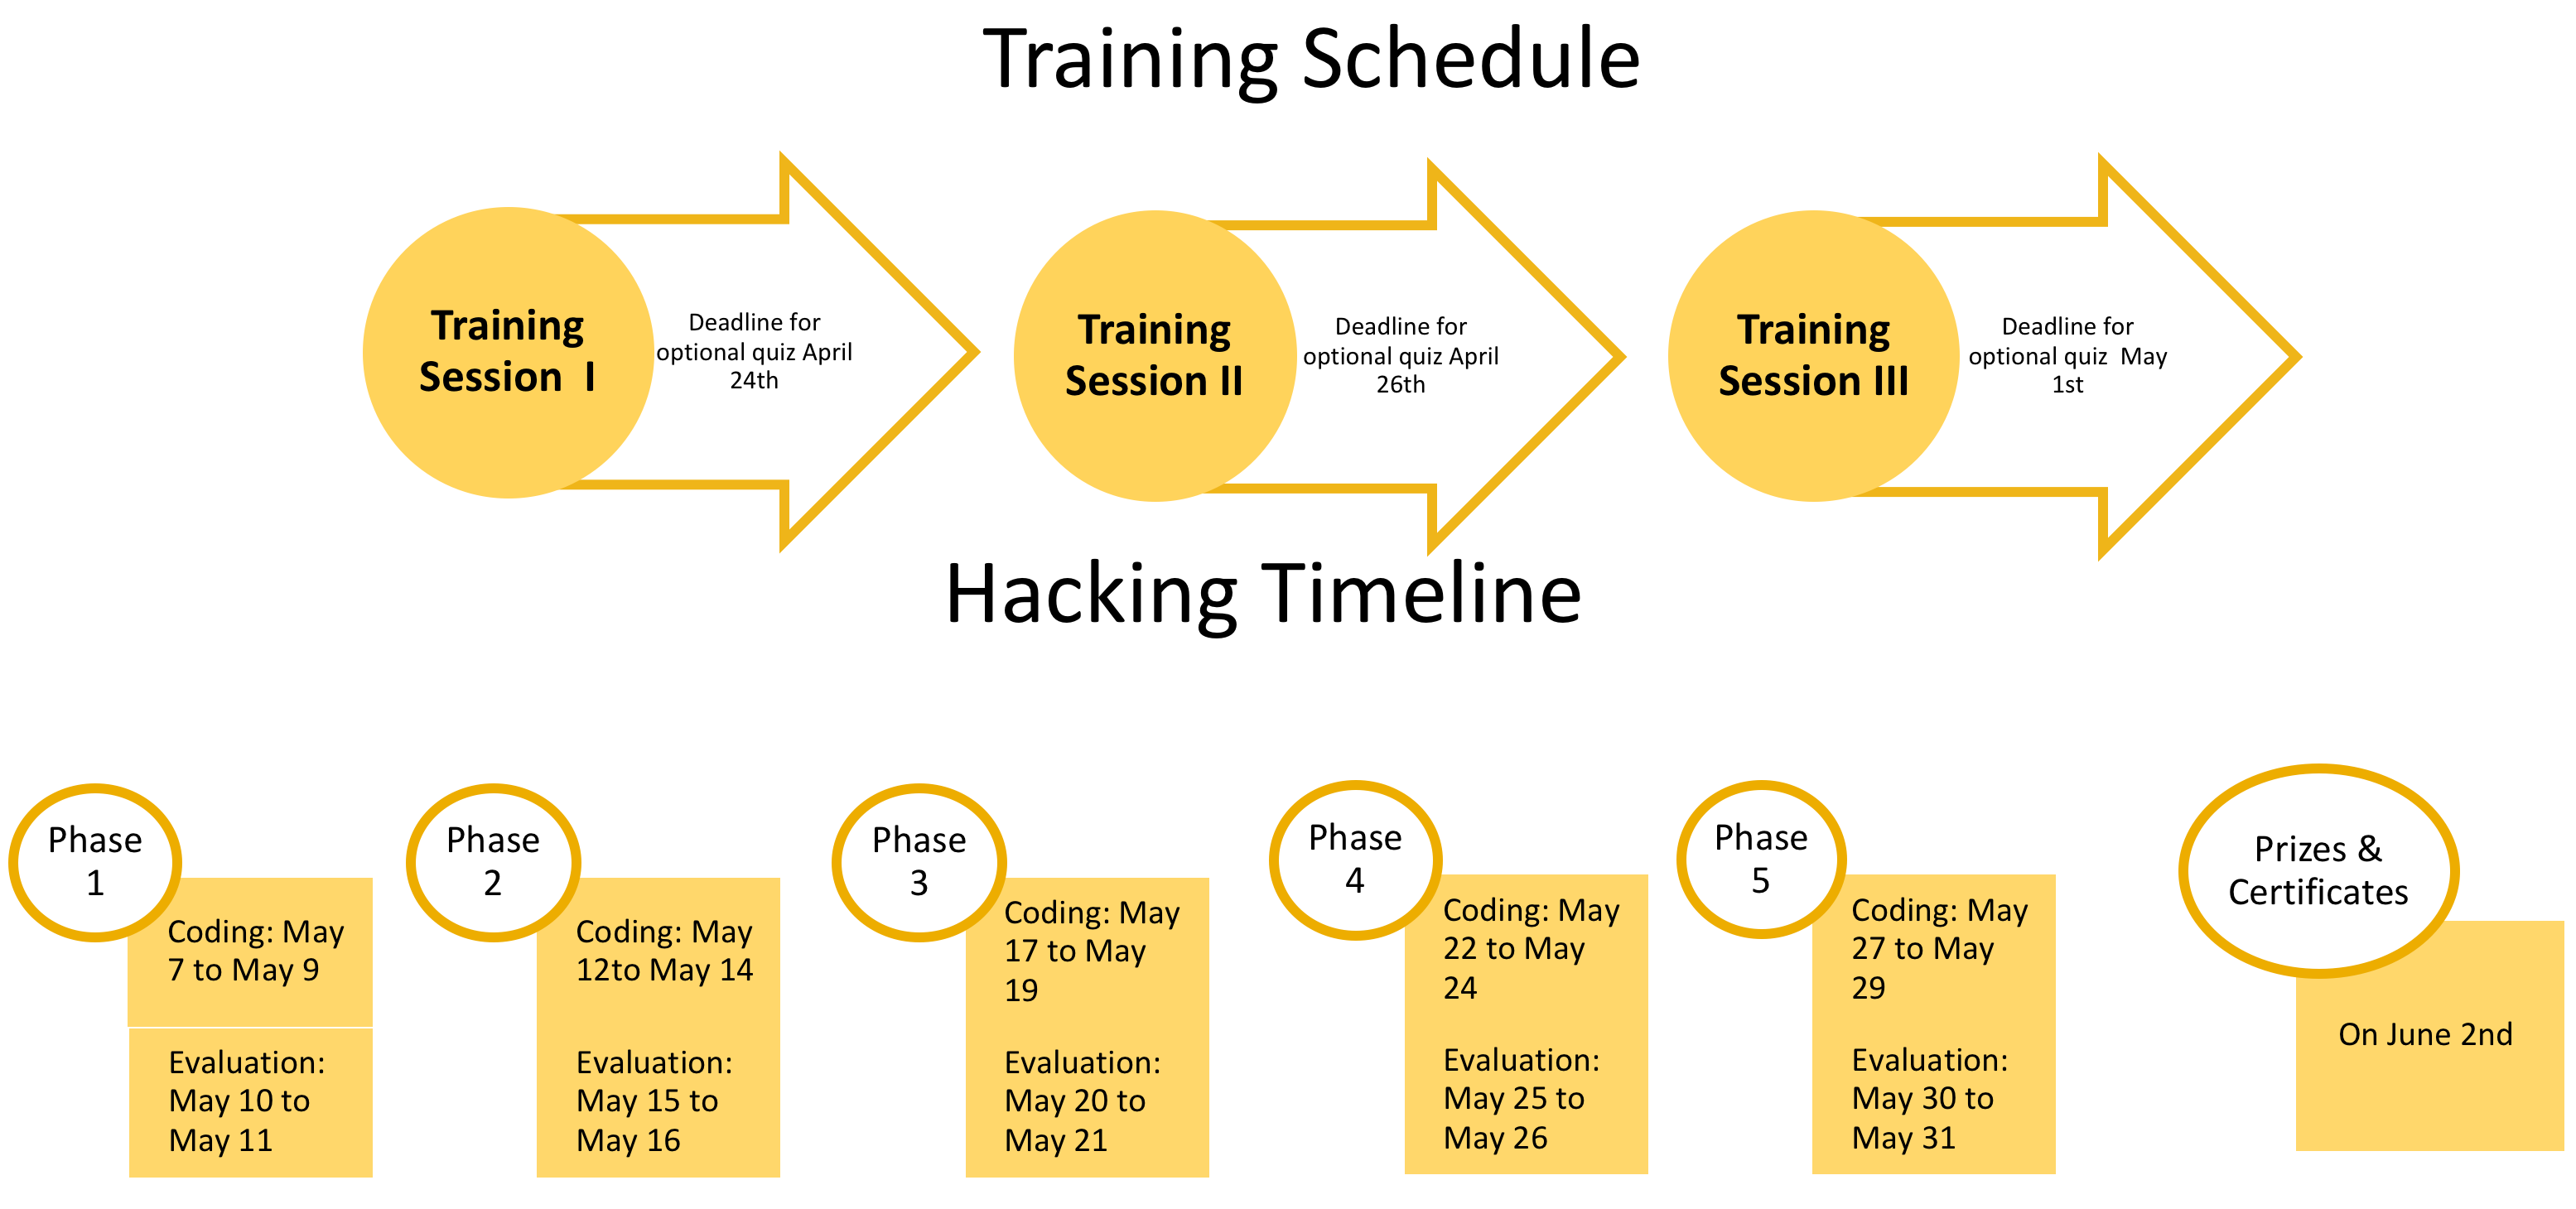 Training Schedule
Training
Session  I
Deadline for
optional quiz April
24th
Training
Session II
Deadline for
optional quiz April
26th
Training
Session III
Deadline for
optional quiz  May
1st
Hacking Timeline
Phase
1
Coding: May
7 to May 9
Evaluation:
May 10 to
May 11
Phase
2
Coding: May
12to May 14
Evaluation:
May 15 to
May 16
Phase
3
Coding: May
17 to May
19
Evaluation:
May 20 to
May 21
Phase
4
Coding: May
22 to May
24
Evaluation:
May 25 to
May 26
Phase
5
Coding: May
27 to May
29
Evaluation:
May 30 to
May 31
Prizes &
Certificates
On June 2nd